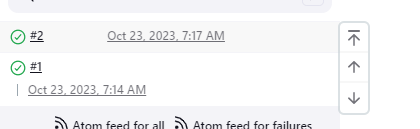 #2 Oct 23, 2023, 7:17 AM
#1
Oct 23, 2023, 7:14 AM
Atom feed for all Atom feed for failures